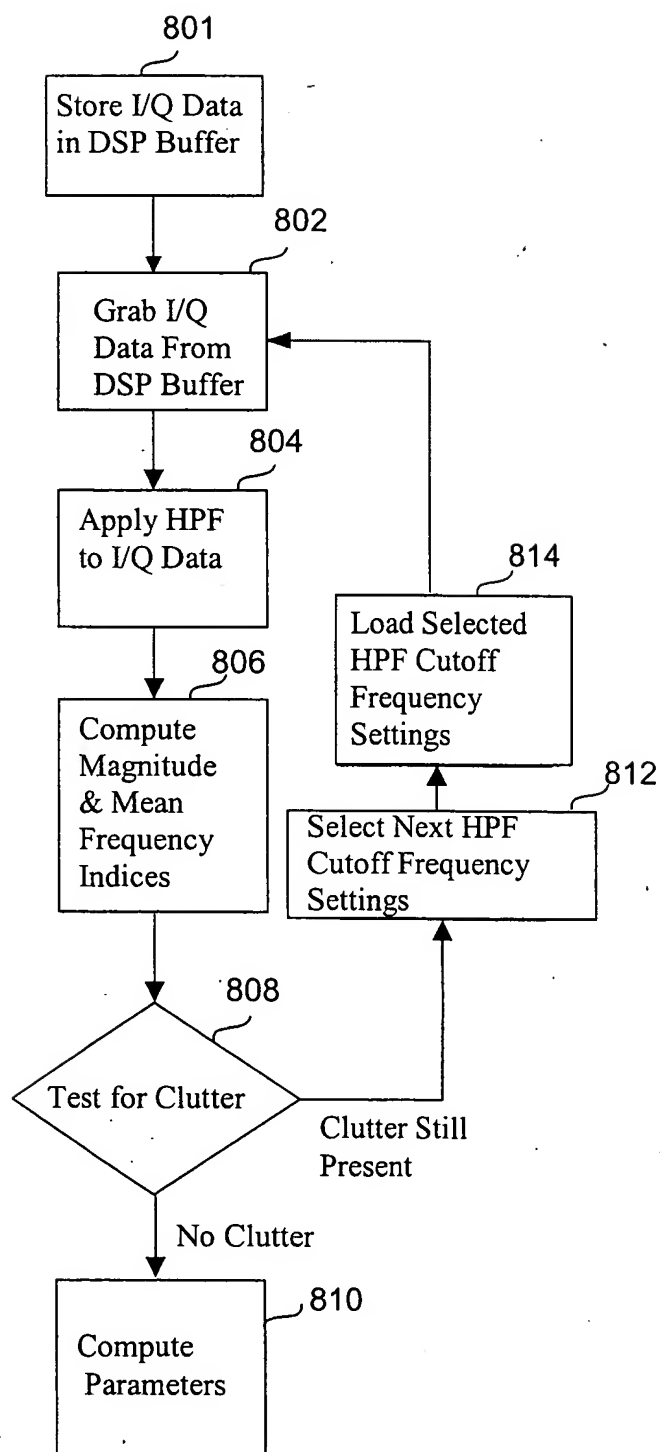 801
Store I/Q Data
in DSP Buffer
802
Grab I/Q
Data From
DSP Buffer
804
Apply HPF
to I/Q Data
814
Load Selected
HPF Cutoff
Frequency
Settings
806
Compute
Magnitude
& Mean
Frequency
Indices
812
Select Next HPF
Cutoff Frequency
Settings
808
Test for Clutter
Clutter Still
Present
No Clutter
810
Compute
Parameters